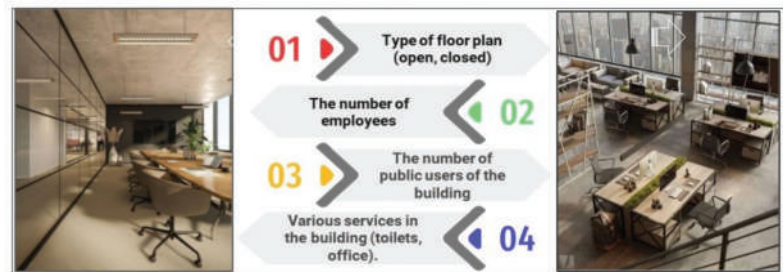 01
Type of floor plan
(open, closed)
The number of
employees
02
03
The number of
public users of the
building
Various services in
the building (toilets,
office).
04